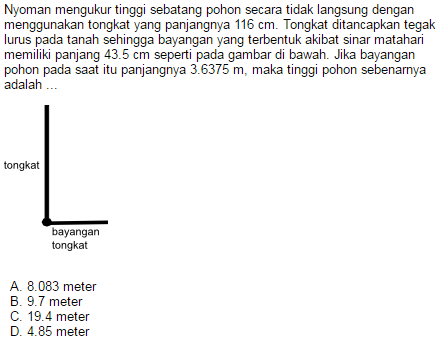 Nyoman mengukur tinggi sebatang pohon secara tidak langsung dengan
menggunakan tongkat yang panjangnya 116 cm. Tongkat ditancapkan tegak
lurus pada tanah sehingga bayangan yang terbentuk akibat sinar matahari
memiliki panjang 43.5 cm seperti pada gambar di bawah. Jika bayangan
pohon pada saat itu panjangnya 3.6375 m, maka tinggi pohon sebenarnya
adalah ...
tongkat
bayangan
tongkat
A. 8.083 meter
B. 9.7 meter
C. 19.4 meter
D. 4.85 meter